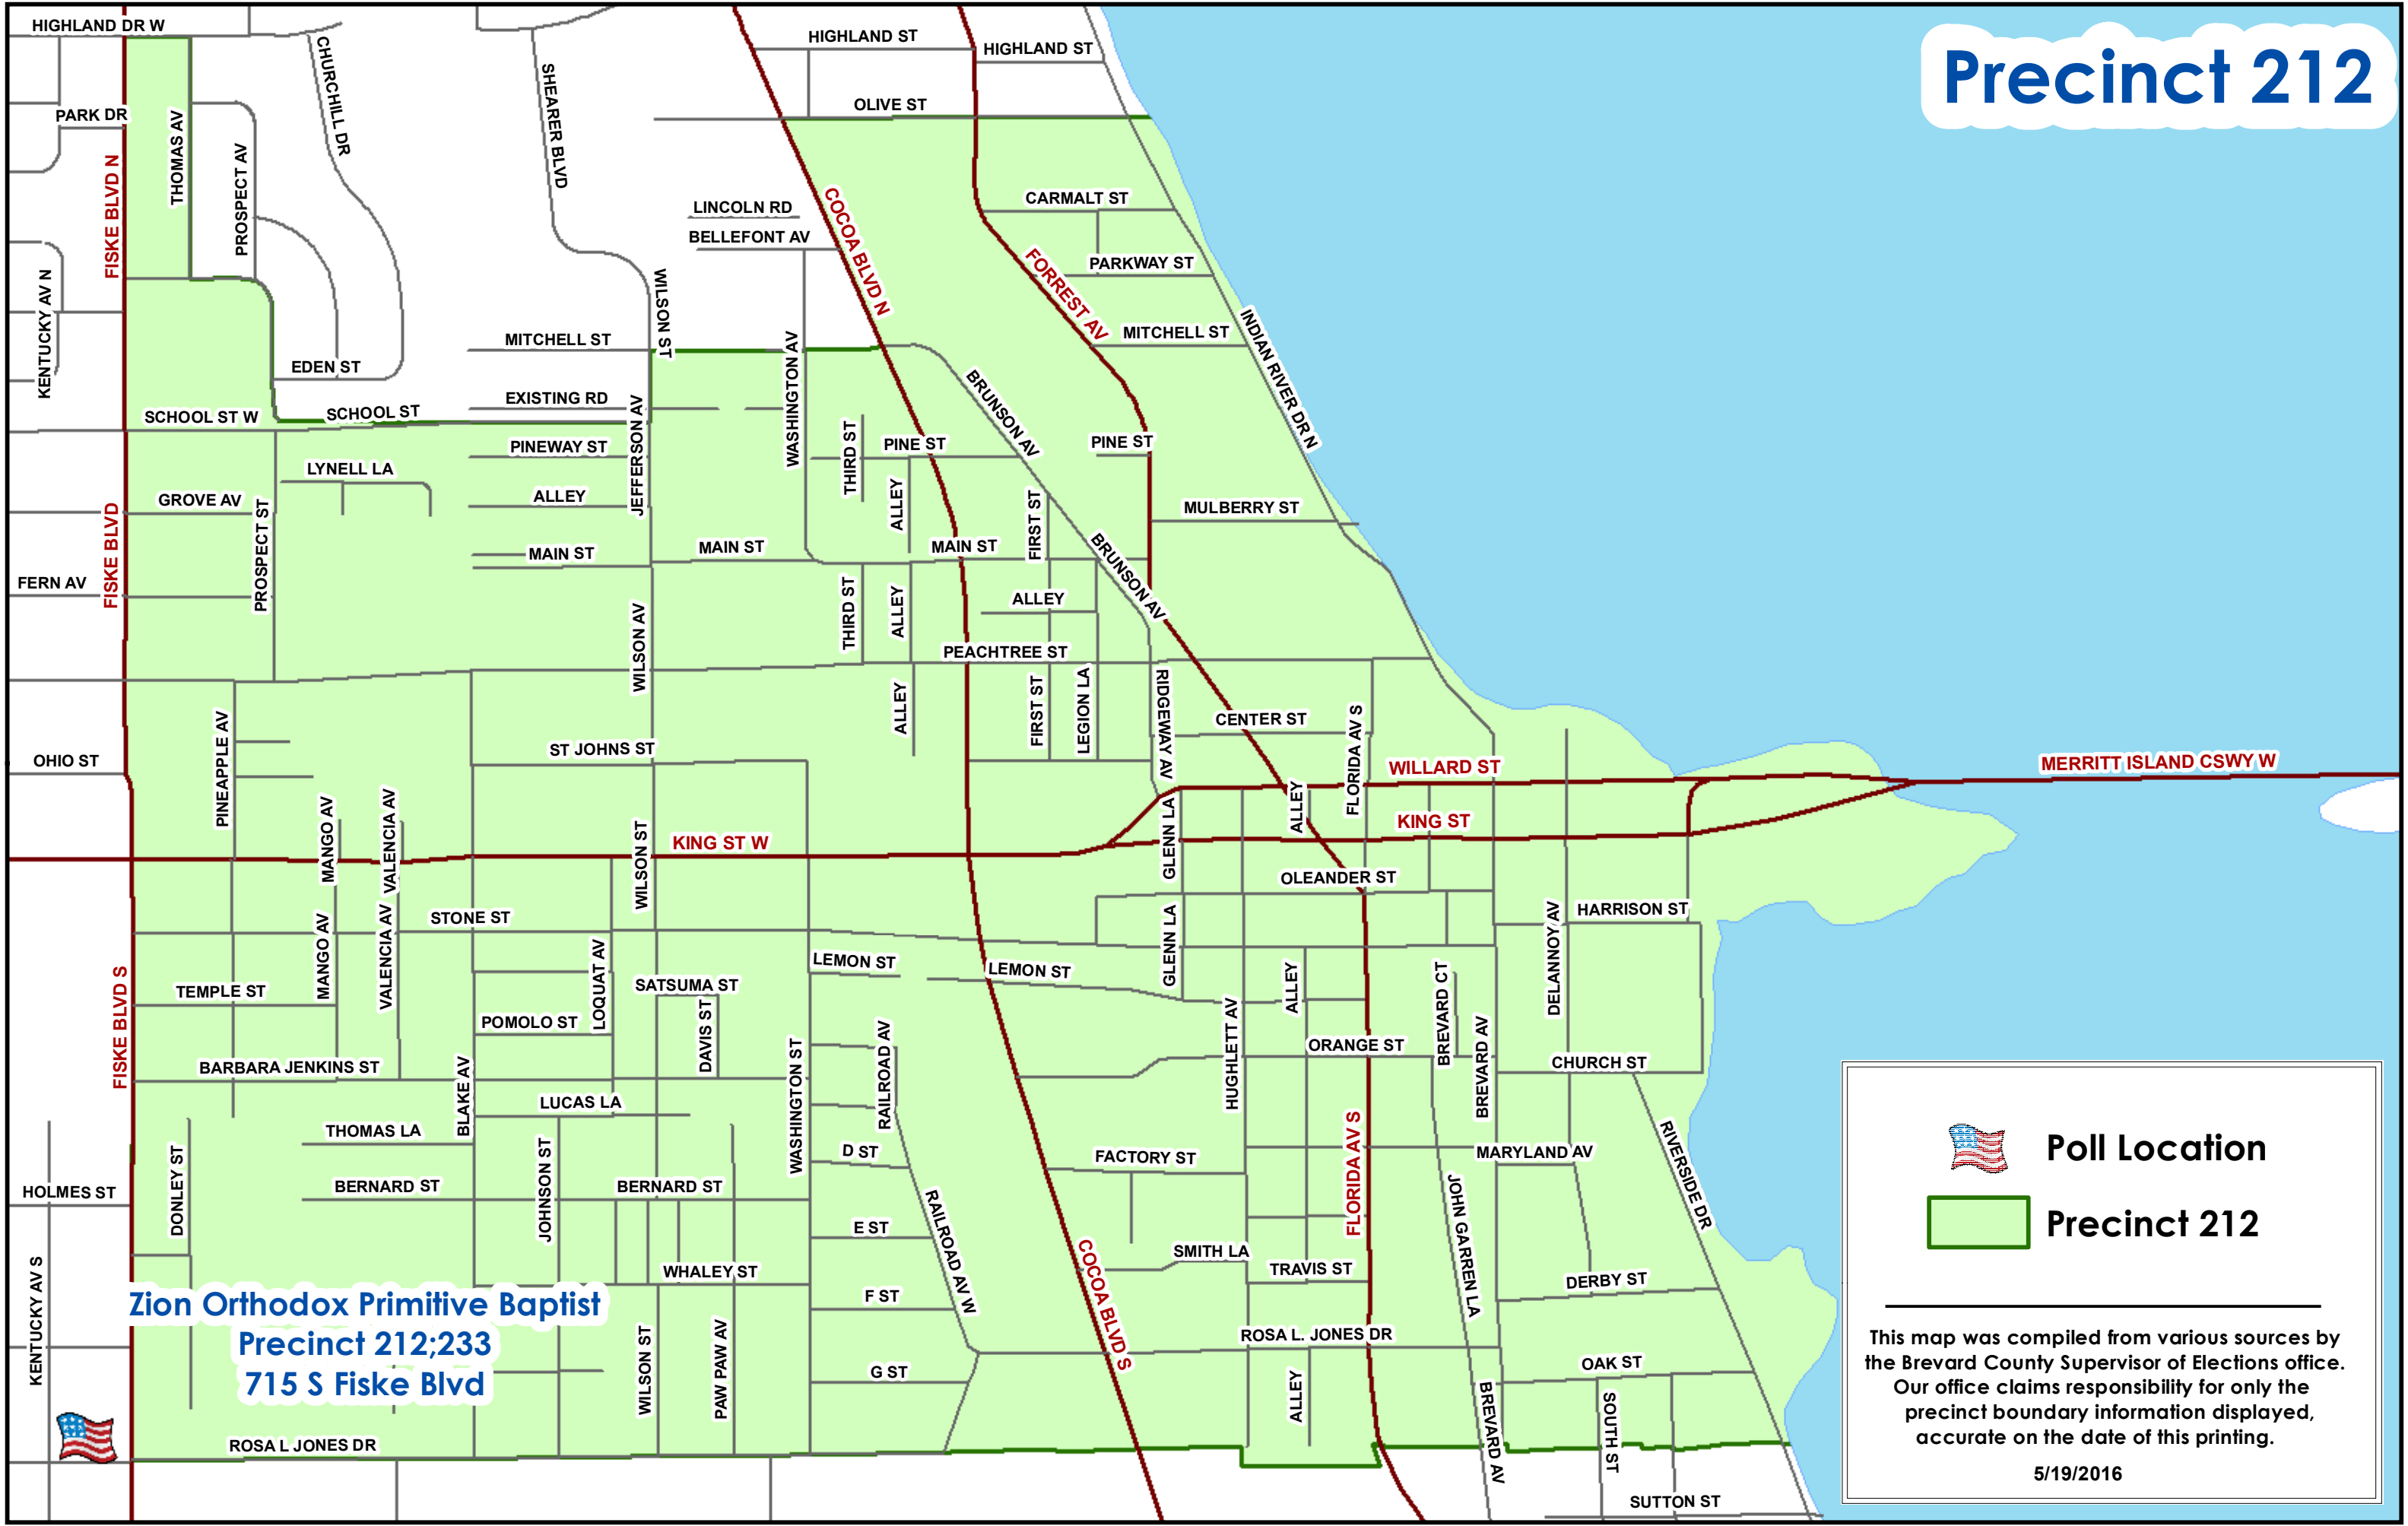 Precinct 212
HIGHLAND DR W
HIGHLAND ST
HIGHLAND ST
CHURCHILL DR
SHEARER BLVD
OLIVE ST
PARK DR
THOMAS AV
FISKE BLVD N
PROSPECT AV
LINCOLN RD
BELLEFONT AV
COCOA BLVD N
CARMALT ST
PARKWAY ST
FORREST AV
KENTUCKY AV N
WILSON ST
MITCHELL ST
MITCHELL ST
INDIAN RIVER DR N
EDEN ST
WASHINGTON AV
BRUNSON AV
EXISTING RD
JEFFERSON AV
SCHOOL ST W
SCHOOL ST
PINEWAY ST
THIRD ST
PINE ST
PINE ST
LYNELL LA
GROVE AV
ALLEY
ALLEY
FIRST ST
MULBERRY ST
FISKE BLVD
PROSPECT ST
MAIN ST
MAIN ST
MAIN ST
BRUNSON AV
FERN AV
WILSON AV
THIRD ST
ALLEY
ALLEY
PEACHTREE ST
ALLEY
FIRST ST
LEGION LA
RIDGEWAY AV
CENTER ST
FLORIDA AV S
PINEAPPLE AV
ST JOHNS ST
OHIO ST
WILLARD ST
MERRITT ISLAND CSWY W
MANGO AV
VALENCIA AV
WILSON ST
KING ST W
GLENN LA
ALLEY
KING ST
OLEANDER ST
STONE ST
MANGO AV
VALENCIA AV
HARRISON ST
DELANNOY AV
GLENN LA
LOQUAT AV
LEMON ST
LEMON ST
FISKE BLVD S
TEMPLE ST
SATSUMA ST
DAVIS ST
POMOLO ST
RAILROAD AV
HUGHLETT AV
ALLEY
BREVARD CT
BREVARD AV
ORANGE ST
CHURCH ST
BARBARA JENKINS ST
BLAKE AV
WASHINGTON ST
LUCAS LA
THOMAS LA
JOHNSON ST
D ST
FACTORY ST
FLORIDA AV S
MARYLAND AV
RIVERSIDE DR
DONLEY ST
HOLMES ST
BERNARD ST
BERNARD ST
RAILROAD AV W
JOHN GARREN LA
E ST
SMITH LA
TRAVIS ST
WHALEY ST
DERBY ST
KENTUCKY AV S
F ST
COCOA BLVD S
ROSA L. JONES DR
WILSON ST
PAW PAW AV
G ST
ALLEY
OAK ST
BREVARD AV
SOUTH ST
ROSA L JONES DR
SUTTON ST
Zion Orthodox Primitive Baptist
Precinct 212;233
715 S Fiske Blvd
Poll Location
Precinct 212
This map was compiled from various sources by
the Brevard County Supervisor of Elections office.
Our office claims responsibility for only the
precinct boundary information displayed,
accurate on the date of this printing.
5/19/2016